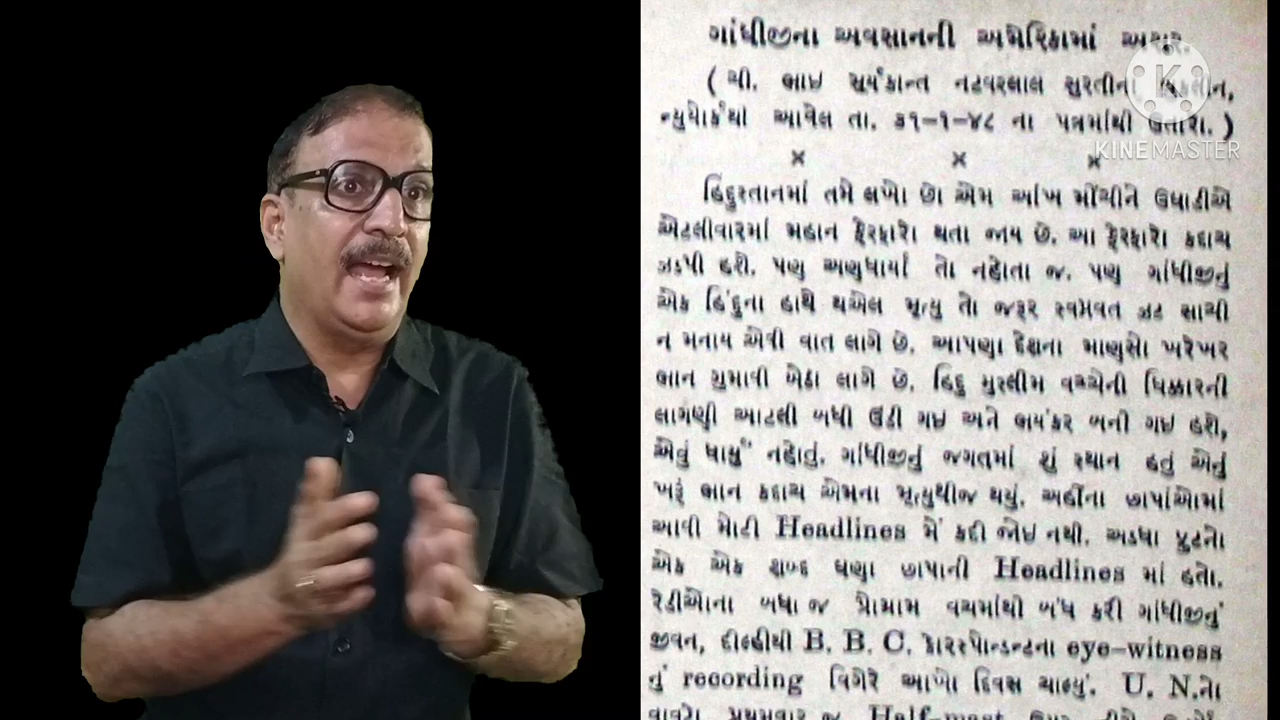 ગાંધીજીના અવસાનની અમેરિકામાં અસર.
( ચી. ભાઇ સૂર્યકાન્ત નટવરલાલ સુરતીના
ન્યુયોર્કથી આવેલ તા. ૩૧-૧-૪૮ ના પત્રમાંથી ઉતારો. )
× × ×
હિંદુસ્તાનમાં તમે લખો છો એમ આંખ મીંચીને ઉઘાડીએ
એટલીવારમાં મહાન ફેરફારો થતા જાય છે. આ ફેરફારો કદાચ
ઝડપી હશે. પણ અણધાર્યા તો નહોતા જ. પણ ગાંધીજીનું
એક હિંદુના હાથે થએલ મૃત્યુ તો જરૂર સ્વપ્નવત ઝટ સાચી
ન મનાય એવી વાત લાગે છે. આપણા દેશના માણસો ખરેખર
ભાન ગુમાવી બેઠા લાગે છે. હિંદુ મુસ્લીમ વચ્ચેની ધિક્કારની
લાગણી આટલી બધી ઉંડી ગઇ અને ભયંકર બની ગઇ હશે,
એવું ધાર્યું નહોતું. ગાંધીજીનું જગતમાં શું સ્થાન હતું એનું
ખરૂં ભાન કદાચ એમના મૃત્યુથીજ થયું. અહીંના છાપાંઓમાં
આવી મોટી Headlines મેં કદી જોઇ નથી. અડધા ફુટનો
એક એક શબ્દ ઘણા છાપાની Headlines માં હતો.
રેડીઓના બધા જ પ્રોગ્રામ વચમાંથી બંધ કરી ગાંધીજીનું
જીવન, દીલ્હીથી B. B. C. કોરસ્પોન્ડન્ટના eye-witness
નું recording વિગેરે આખો દિવસ ચાલ્યું. U. N.નો
વાવટો પ્રથમવાર જ Half-mast
KINEMASTER